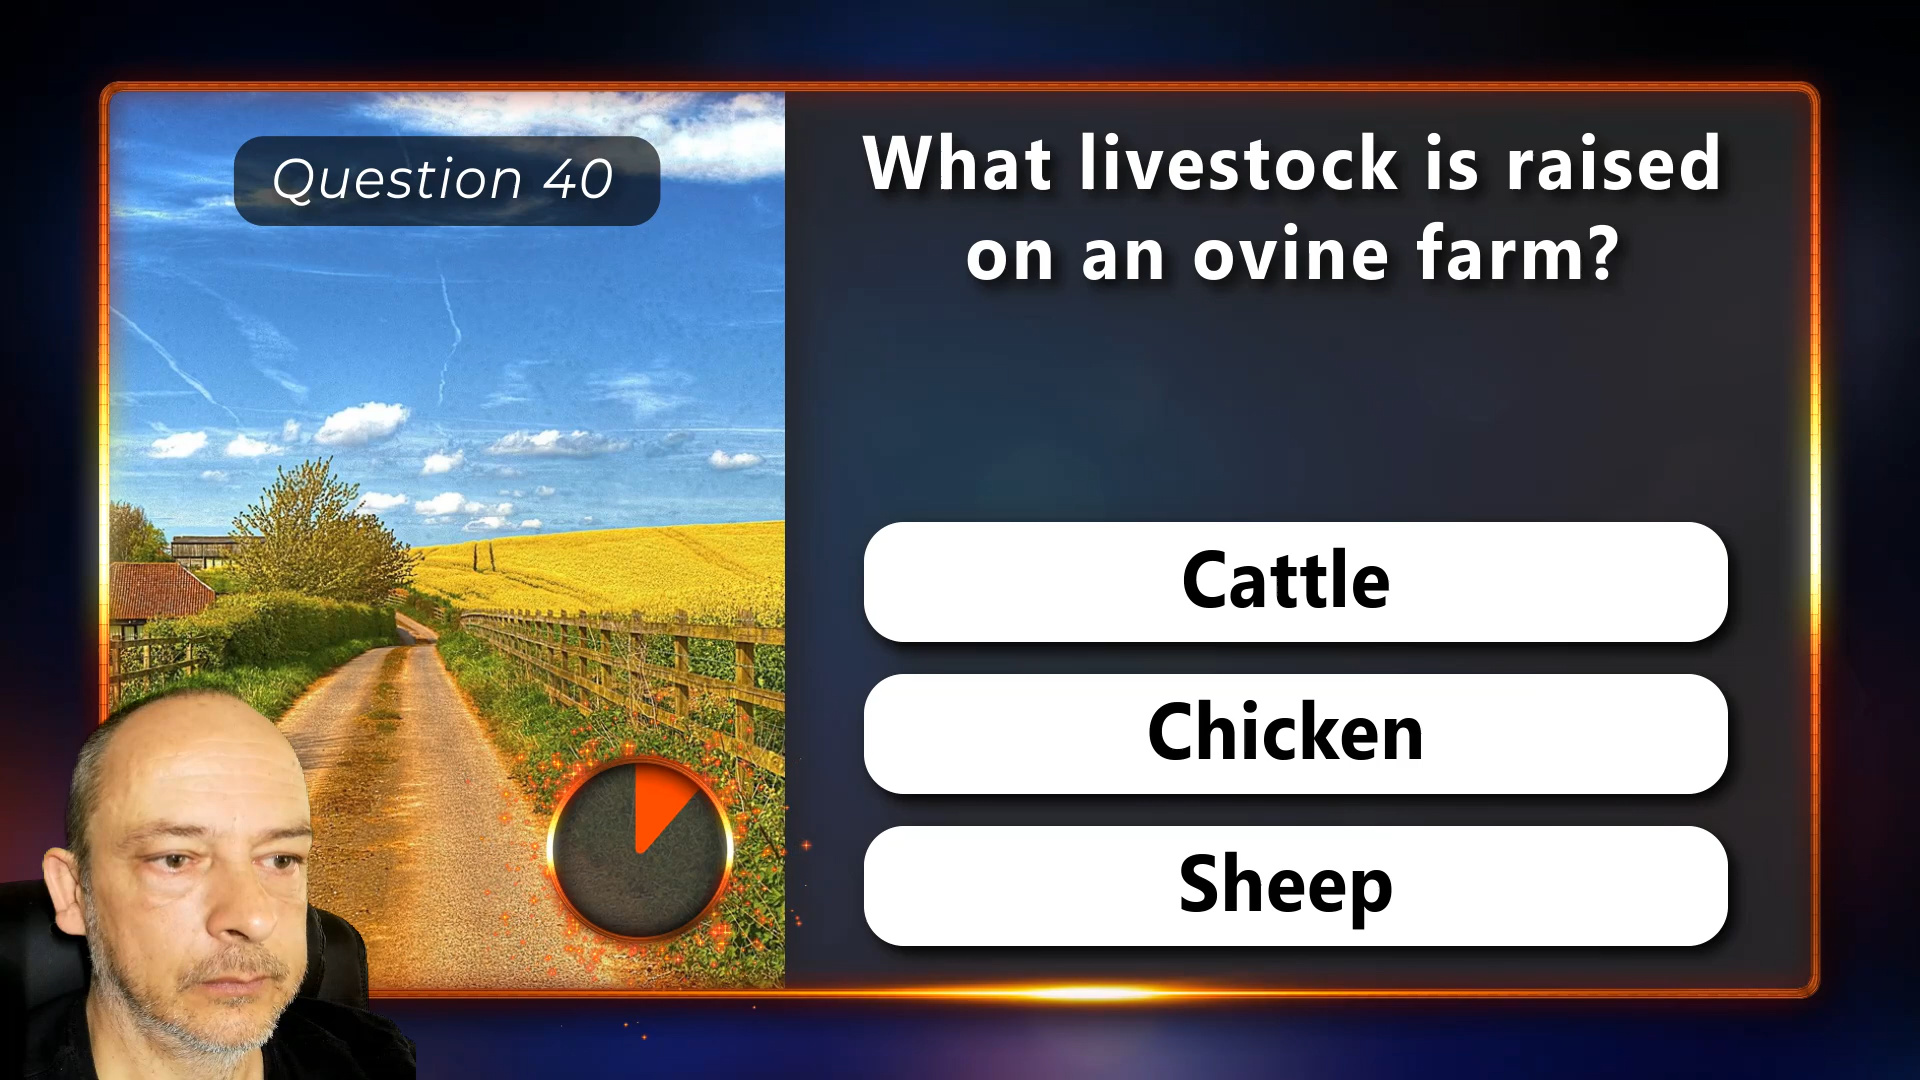 Question 40
What livestock is raised
on an ovine farm?
Cattle
Chicken
Sheep